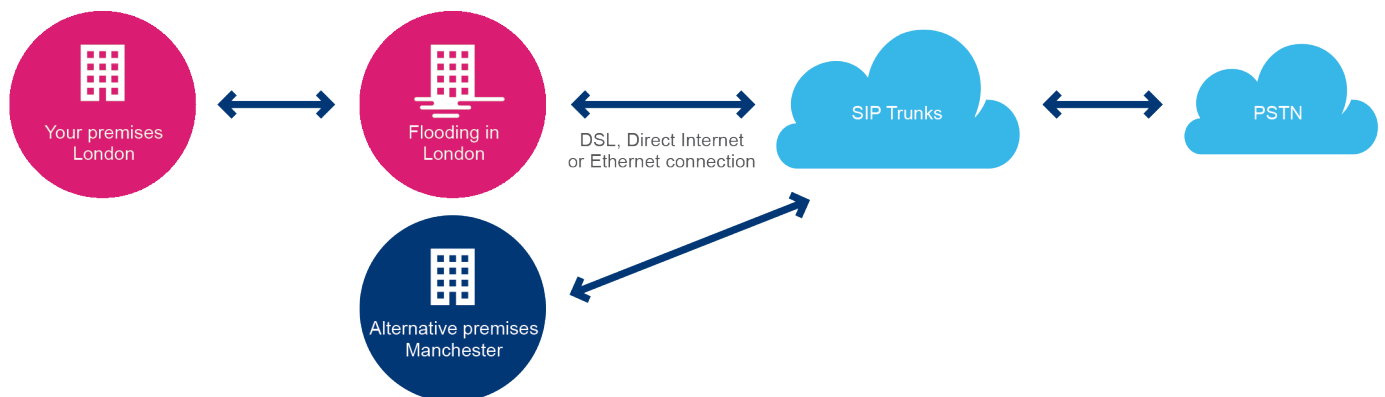 Your premises
London
Flooding in
London
DSL, Direct Internet
or Ethernet connection
SIP Trunks
PSTN
Alternative premises
Manchester